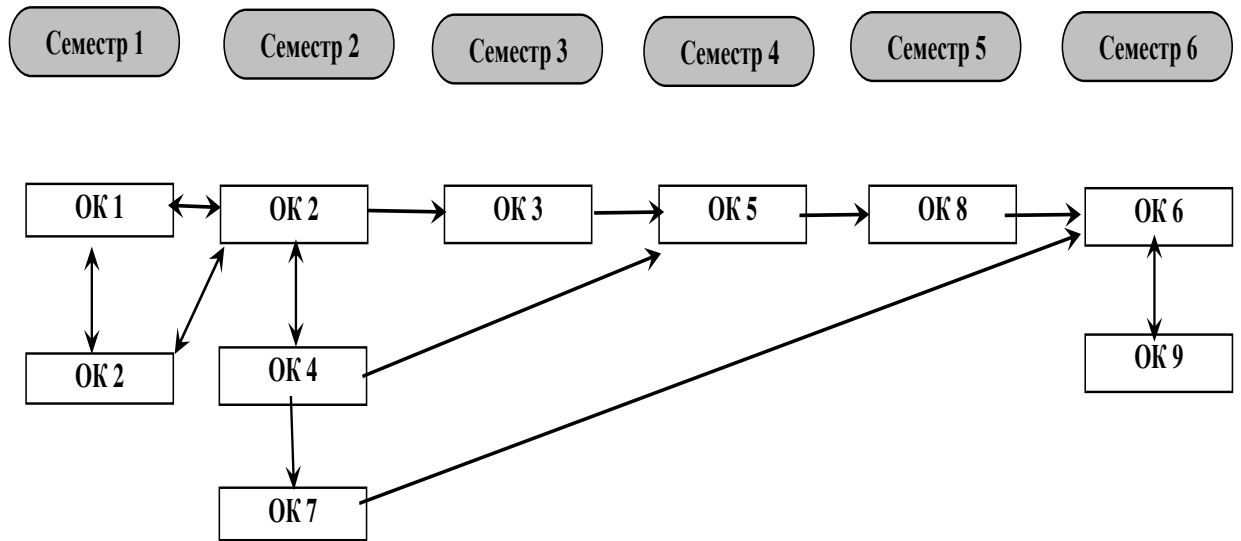 Семестр 1
Семестр 2
Семестр 3
Семестр 4
Семестр 5
Семестр 6
ОК 1
ОК 2
ОК 3
ОК 5
ОК 8
ОК 6
ОК 2
ОК 4
ОК 9
ОК 7